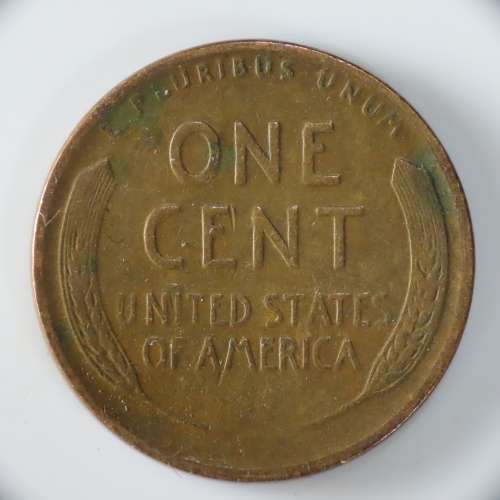 E PLURIBUS UNUM
ONE
CENT
UNITED STATES
OF AMERICA